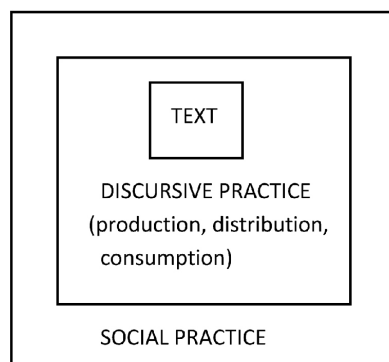 TEXT
DISCURSIVE PRACTICE
(production, distribution,
consumption)
SOCIAL PRACTICE